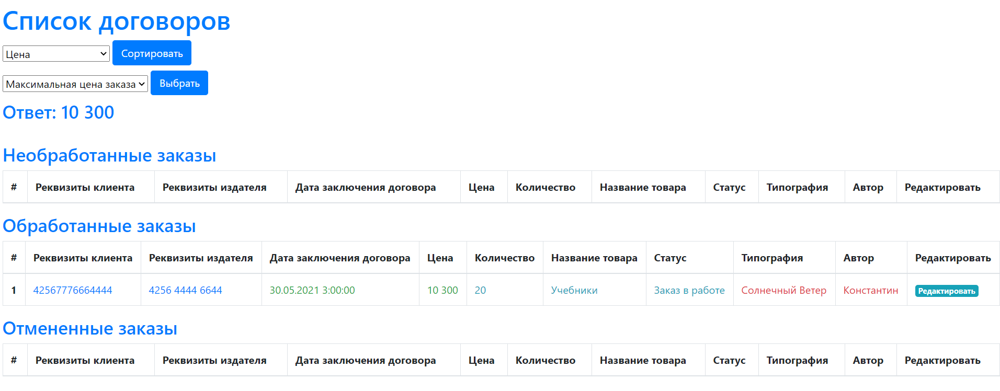 Список договоров
Цена Сортировать
Максимальная цена заказа Выбрать
Ответ: 10 300
Необработанные заказы
# Реквизиты клиента Реквизиты издателя Дата заключения договора Цена Количество Название товара Статус Типография Автор Редактировать
Обработанные заказы
# Реквизиты клиента Реквизиты издателя Дата заключения договора Цена Количество Название товара Статус Типография Автор Редактировать
1 42567776664444 4256 4444 6644 30.05.2021 3:00:00 10 300 20 Учебники Заказ в работе Солнечный Ветер Константин Редактировать
Отмененные заказы
# Реквизиты клиента Реквизиты издателя Дата заключения договора Цена Количество Название товара Статус Типография Автор Редактировать